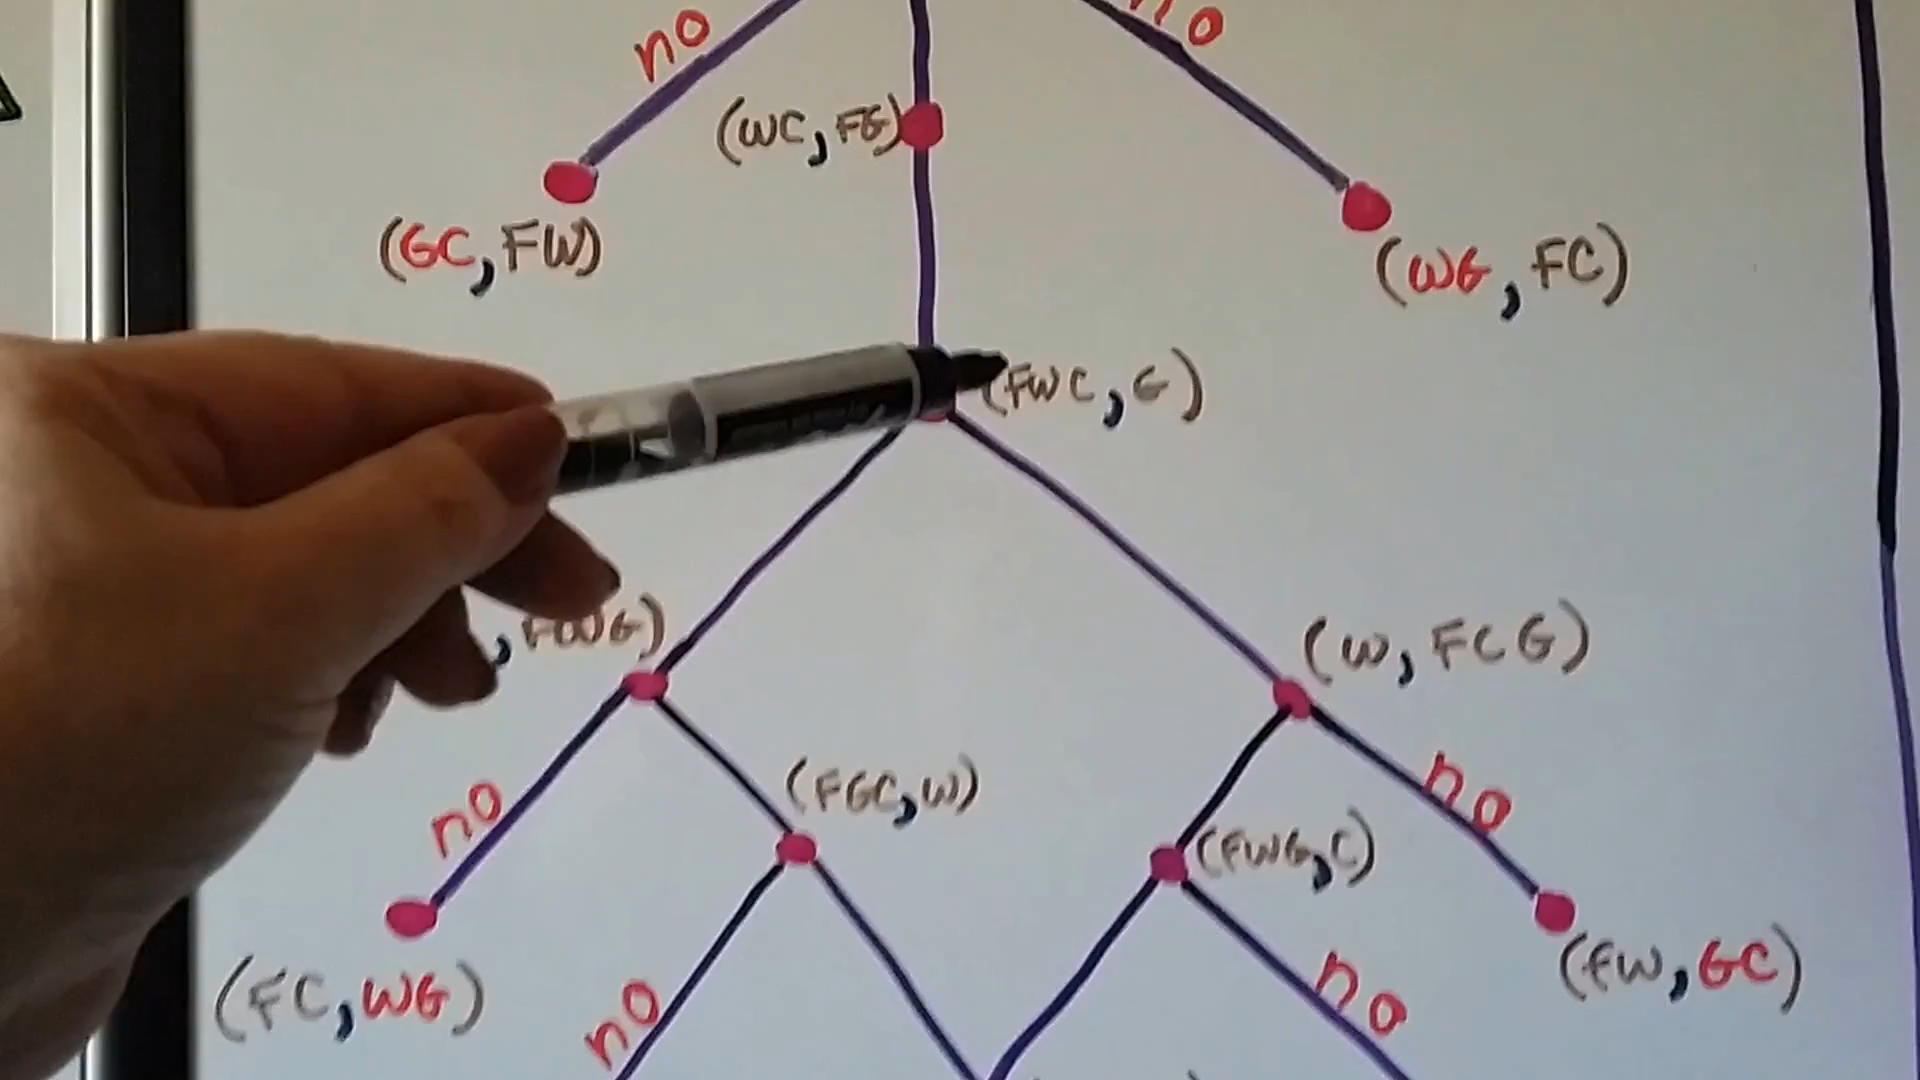 no
no
(WC,FG)
(GC,FW)
(WG,FC)
(FWC,G)
,FWG)
(W,FCG)
no
(FGC,W)
no
(FWG,C)
(FC,WG)
(FW,GC)
no
no